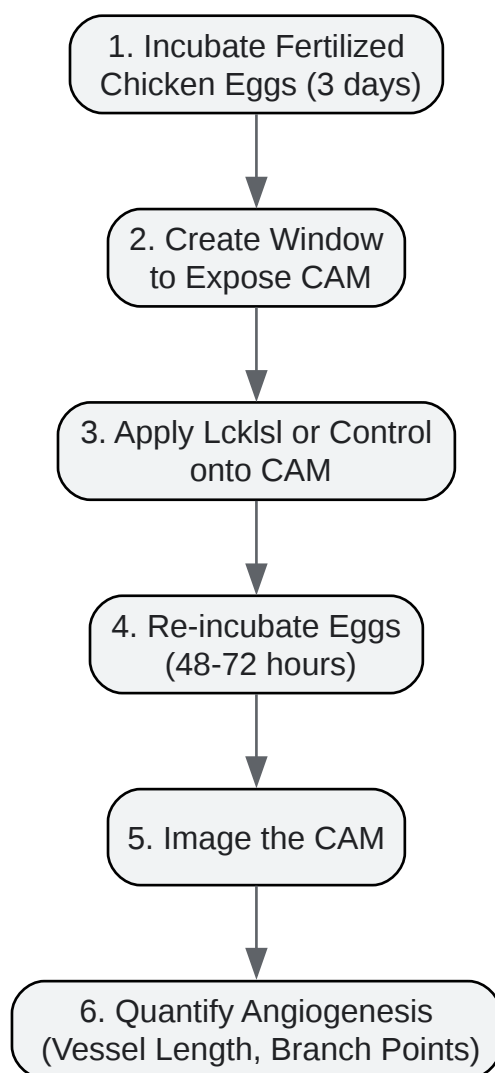 1. Incubate Fertilized
Chicken Eggs (3 days)
2. Create Window
to Expose CAM
3. Apply Lcklsl or Control
onto CAM
4. Re-incubate Eggs
(48-72 hours)
5. Image the CAM
6. Quantify Angiogenesis
(Vessel Length, Branch Points)